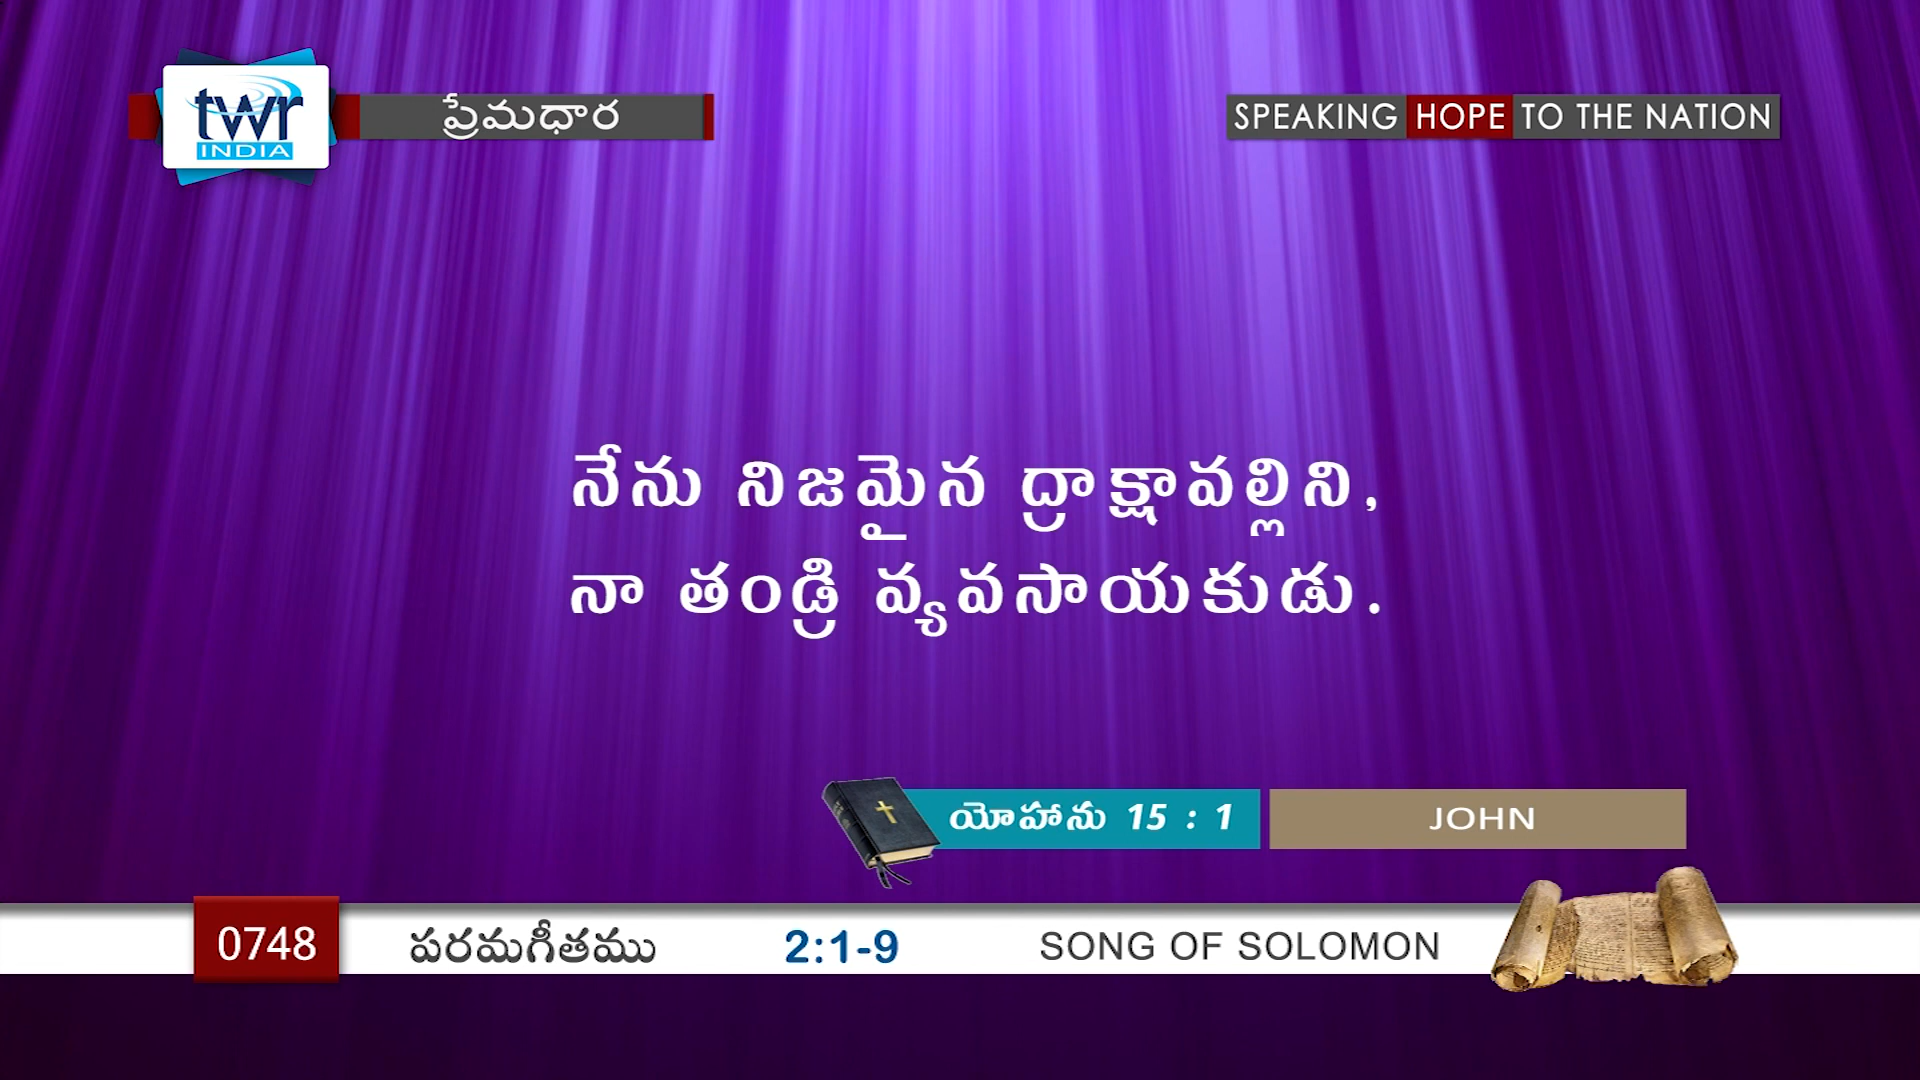 twr
INDIA
ప్రేమధార
SPEAKING HOPE TO THE NATION
నేను నిజమైన ద్రాక్షావల్లిని,
నా తండ్రి వ్యవసాయకుడు.
యోహాను 15 : 1
JOHN
0748
పరమగీతము
2:1-9
SONG OF SOLOMON